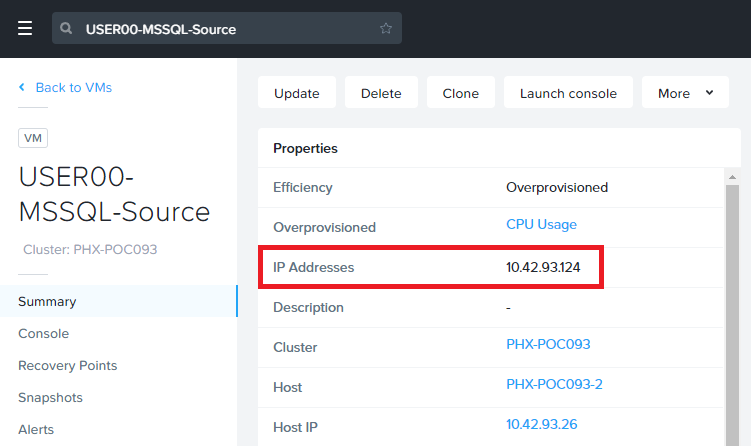 USER00-MSSQL-Source
Back to VMs
VM
USER00-
MSSQL-Source
Cluster: PHX-POC093
Summary
Console
Recovery Points
Snapshots
Alerts
Update Delete Clone Launch console More
Properties
Efficiency Overprovisioned
Overprovisioned CPU Usage
IP Addresses 10.42.93.124
Description -
Cluster PHX-POC093
Host PHX-POC093-2
Host IP 10.42.93.26